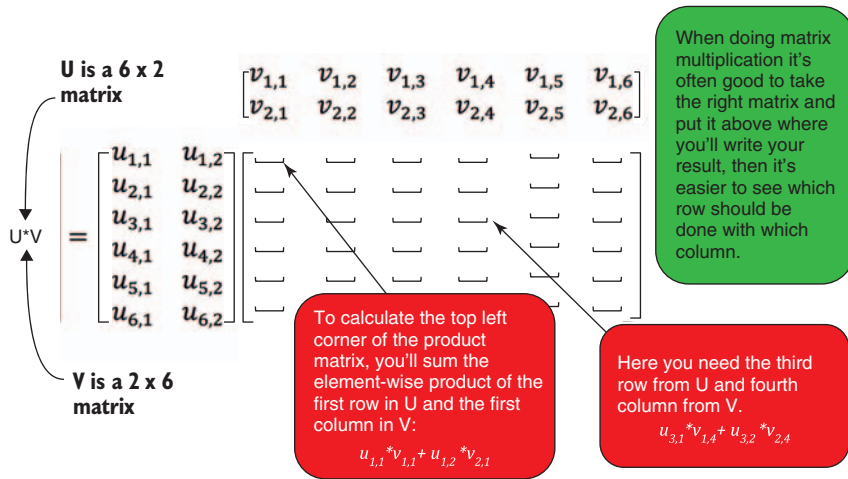 U is a 6 x 2
matrix
v1,1 v1,2 v1,3 v1,4 v1,5 v1,6
v2,1 v2,2 v2,3 v2,4 v2,5 v2,6
When doing matrix
multiplication it's
often good to take
the right matrix and
put it above where
you'll write your
result, then it's
easier to see which
row should be
done with which
column.
U*V
=
u1,1 u1,2
u2,1 u2,2
u3,1 u3,2
u4,1 u4,2
u5,1 u5,2
u6,1 u6,2
V is a 2 x 6
matrix
To calculate the top left
corner of the product
matrix, you'll sum the
element-wise product of the
first row in U and the first
column in V:
u1,1*v1,1+ u1,2*v2,1
Here you need the third
row from U and fourth
column from V.
u3,1*v1,4+ u3,2*v2,4